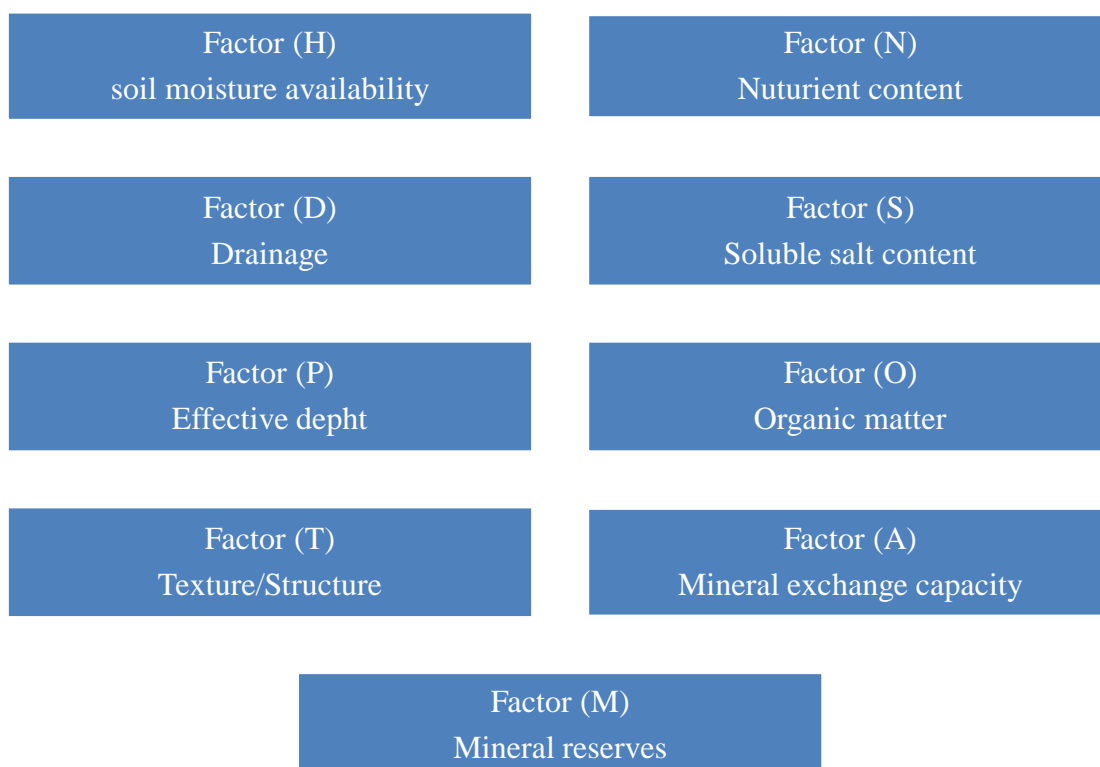 Factor (H)
soil moisture availability
Factor (N)
Nuturient content
Factor (D)
Drainage
Factor (S)
Soluble salt content
Factor (P)
Effective depht
Factor (O)
Organic matter
Factor (T)
Texture/Structure
Factor (A)
Mineral exchange capacity
Factor (M)
Mineral reserves